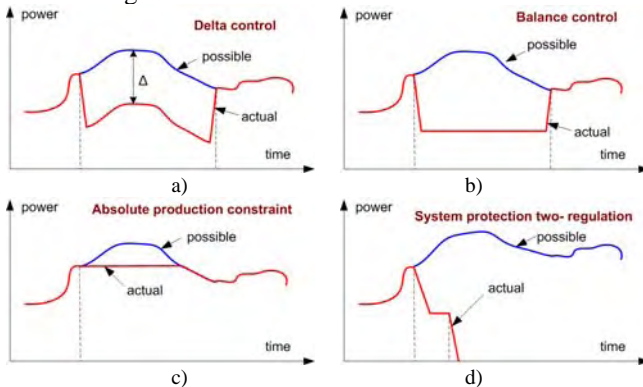 power
Delta control
possible
Δ
actual
time
a)
power
Balance control
possible
actual
time
b)
power
Absolute production constraint
possible
actual
time
c)
power
System protection two- regulation
possible
actual
time
d)